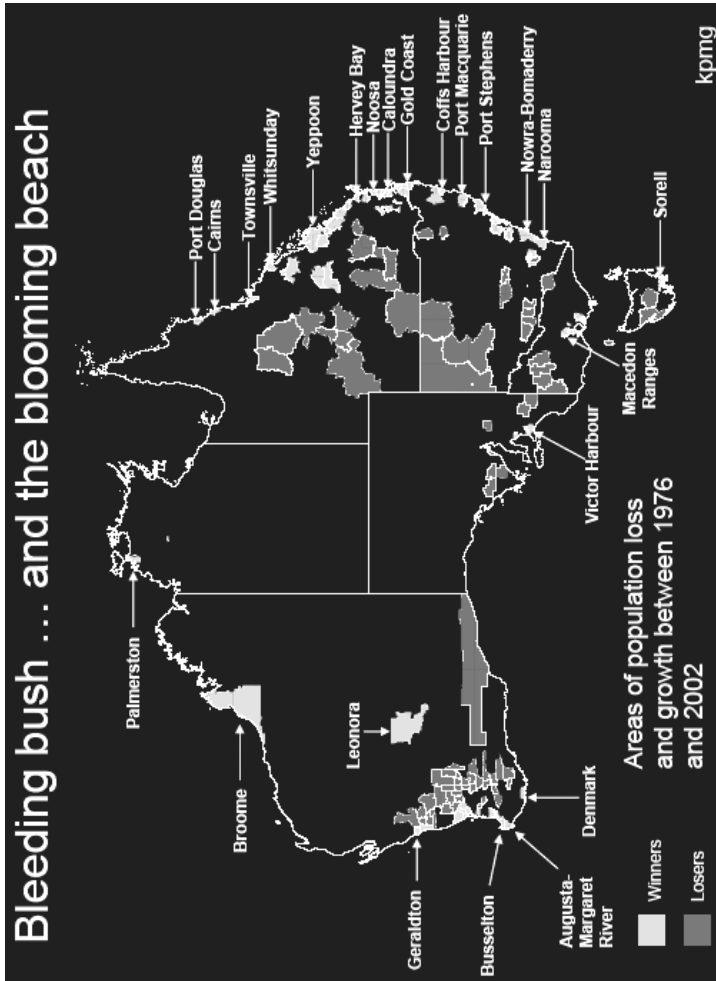 Bleeding bush ... and the blooming beach
Palmerston
Broome
Leonora
Geraldton
Busselton
Augusta-
Margaret
River
Denmark
Port Douglas
Cairns
Townsville
Whitsunday
Yeppoon
Hervey Bay
Noosa
Caloundra
Gold Coast
Coffs Harbour
Port Macquarie
Port Stephens
Nowra-Bomaderry
Narooma
Sorell
Macedon
Ranges
Victor Harbour
Areas of population loss
and growth between 1976
and 2002
Winners
Losers
kpmg